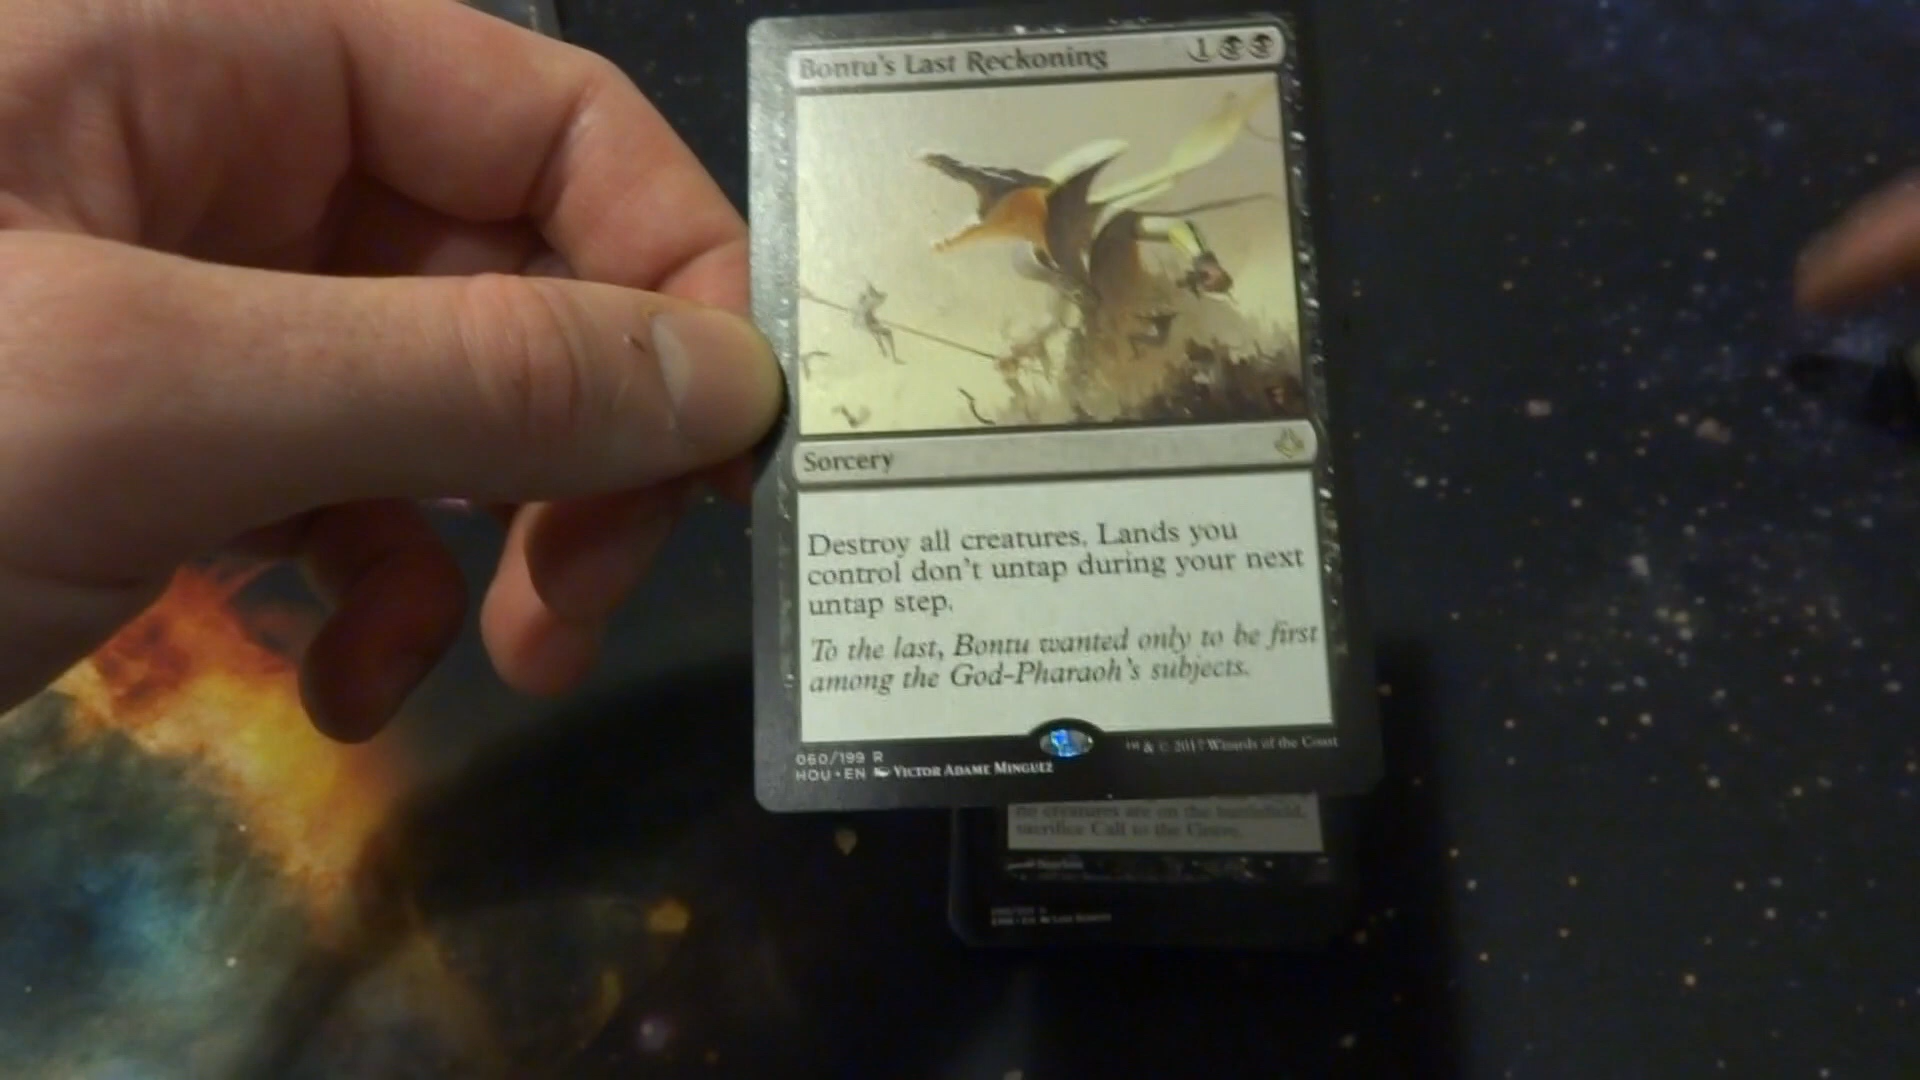 Bontu's Last Reckoning 1
Sorcery
Destroy all creatures. Lands you
control don't untap during your next
untap step.
To the last, Bontu wanted only to be first
among the God-Pharaoh's subjects.
060/199 R
HOU • EN VICTOR ADAME MINGUEZ
™ & © 2017 Wizards of the Coast
no creatures are on the battlefield,
sacrifice Call to the Grave.